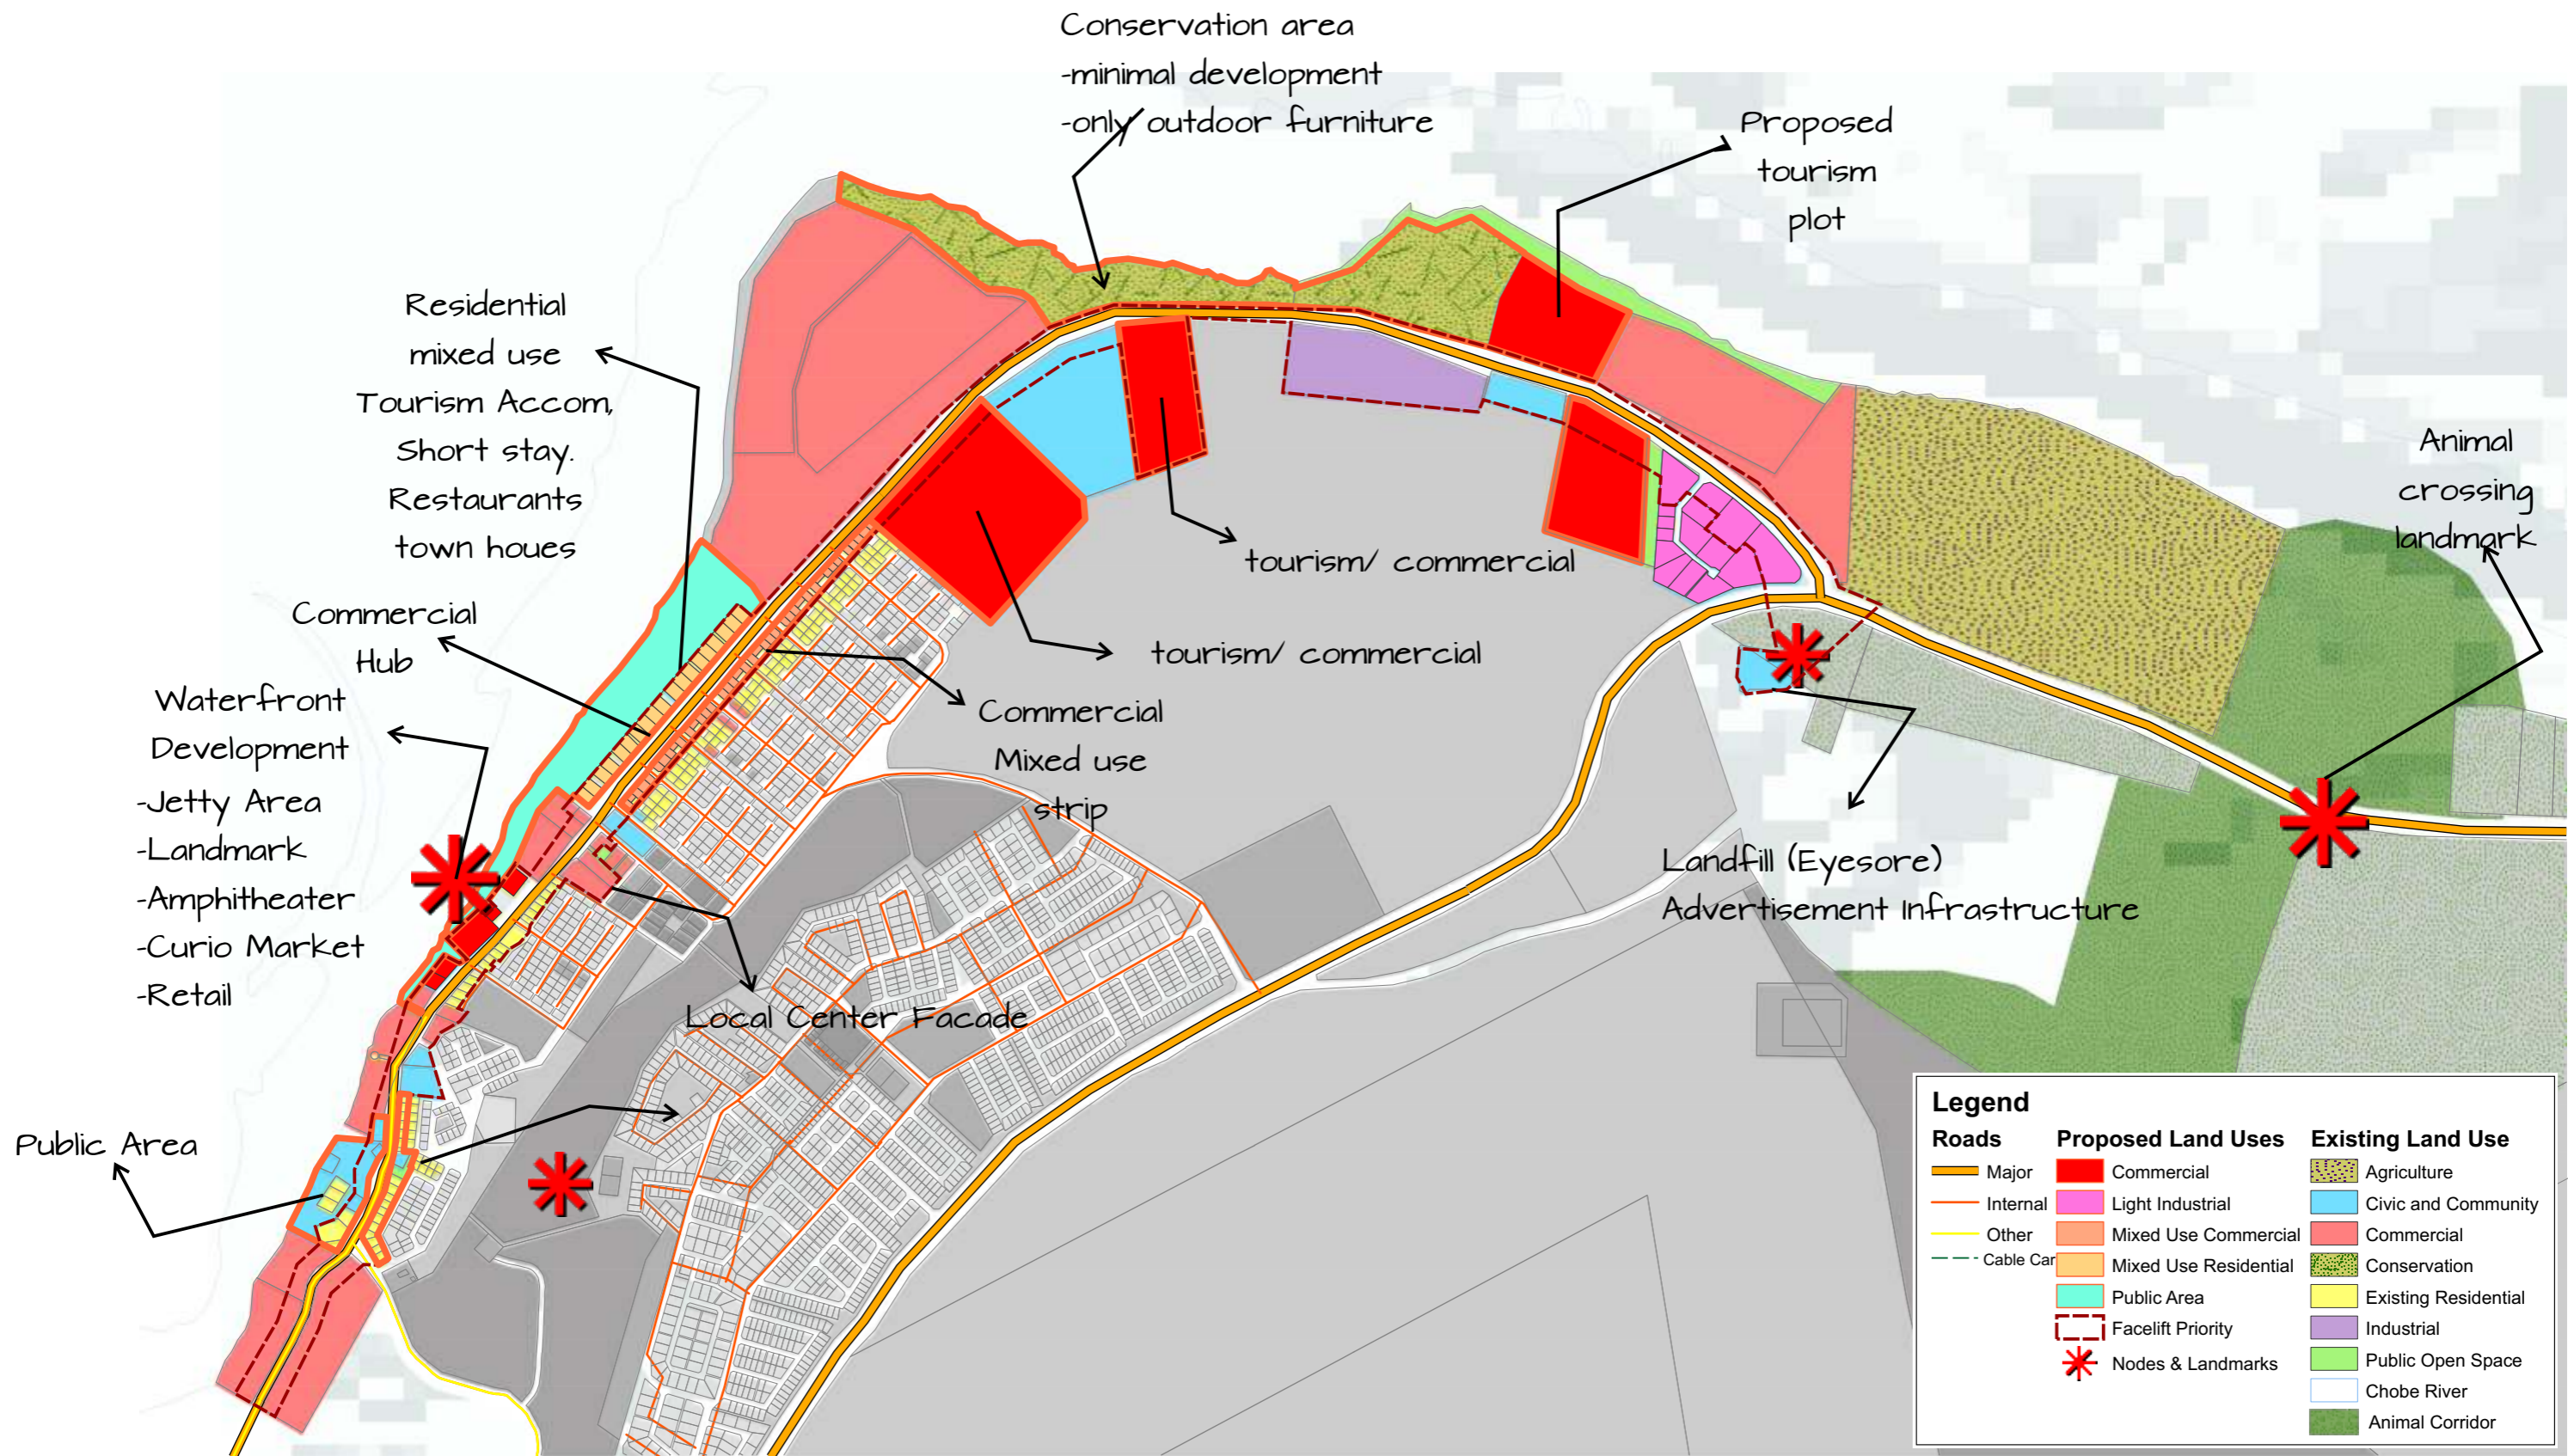 Conservation area
-minimal development
-only outdoor furniture
Proposed
tourism
plot
Residential
mixed use
Tourism Accom,
Short stay.
Restaurants
town houes
Animal
crossing
landmark
Commercial
Hub
tourism/ commercial
tourism/ commercial
Waterfront
Development
-Jetty Area
-Landmark
-Amphitheater
-Curio Market
-Retail
Commercial
Mixed use
strip
Landfill (Eyesore)
Advertisement Infrastructure
Local Center Facade
Public Area
Legend
Roads
Major
Internal
Other
Cable Car
Proposed Land Uses
Commercial
Light Industrial
Mixed Use Commercial
Mixed Use Residential
Public Area
Facelift Priority
Nodes & Landmarks
Existing Land Use
Agriculture
Civic and Community
Commercial
Conservation
Existing Residential
Industrial
Public Open Space
Chobe River
Animal Corridor